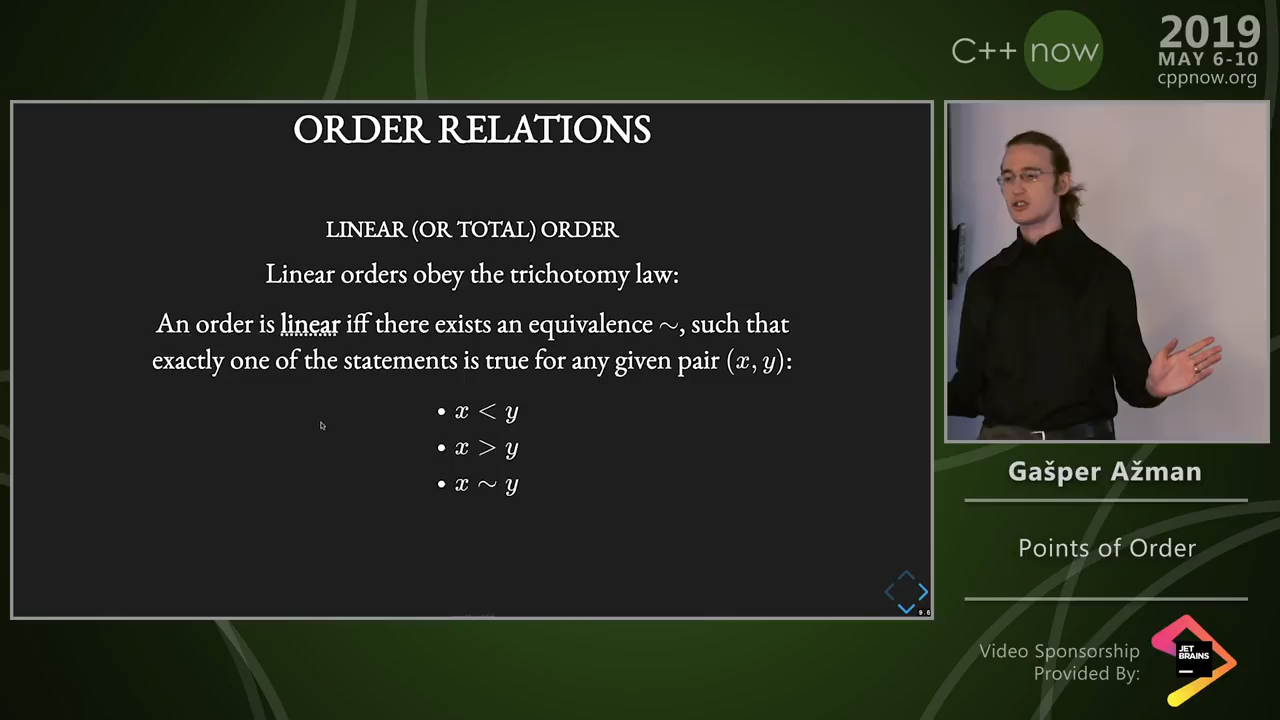 C++ now
2019
MAY 6-10
cppnow.org
ORDER RELATIONS
LINEAR (OR TOTAL) ORDER
Linear orders obey the trichotomy law:
An order is linear iff there exists an equivalence ∼, such that
exactly one of the statements is true for any given pair (x, y):
• x < y
• x > y
• x ∼ y
9.6
Gašper Ažman
Points of Order
Video Sponsorship
Provided By:
JET
BRAINS